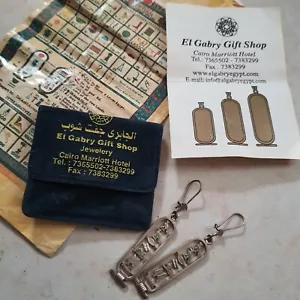 El Gabry Gift Shop
Cairo Marriott Hotel
Tel.: 7365502 - 7383299
Fax : 7383299
www.elgabryegypt.com
E-mail: info@elgabryegypt.com
الجابرى جفت شوب
El Gabry Gift Shop
Jewelery
Cairo Marriott Hotel
Tel. : 7365502-7383299
Fax : 7383299